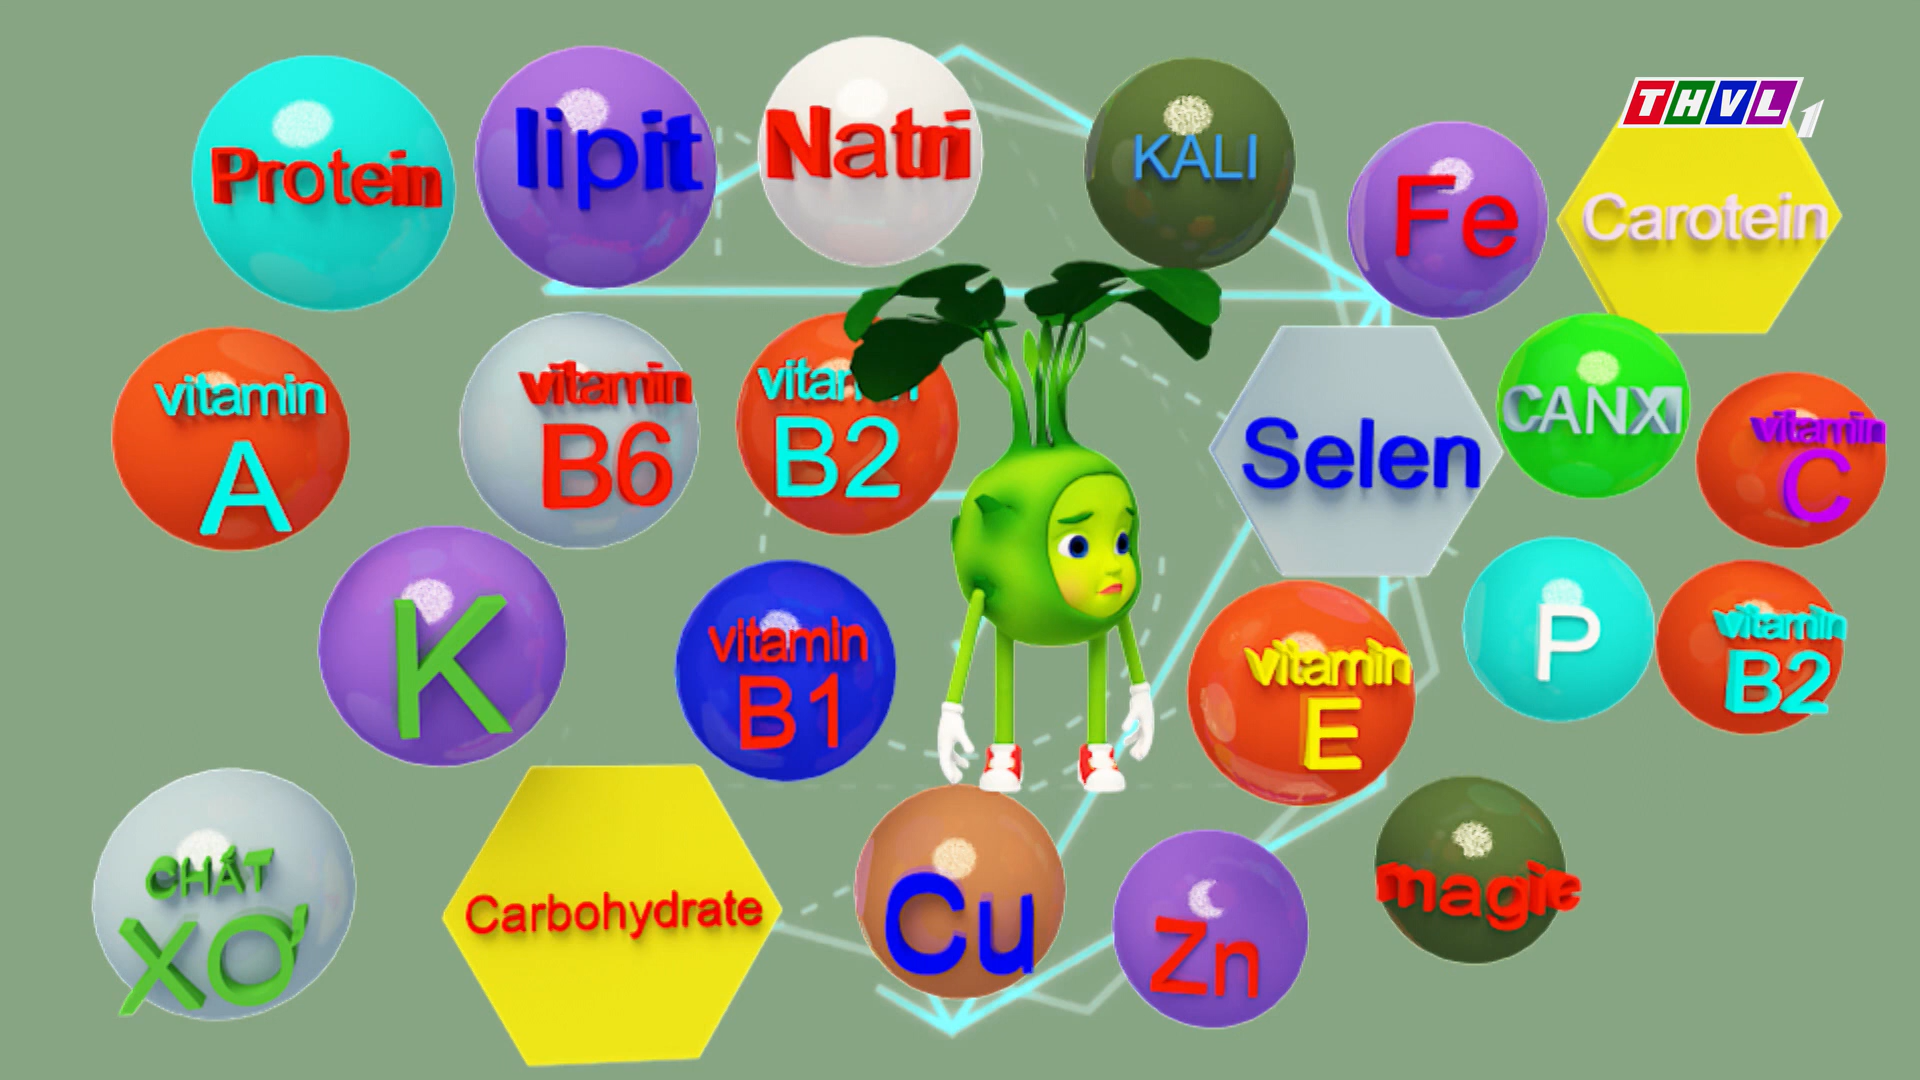 Protein
lipit
Natri
KALI
Fe
THVL1
Carotein
vitamin
A
vitamin
B6
vitamin
B2
Selen
CANXI
vitamin
C
K
vitamin
B1
vitamin
E
P
vitamin
B2
CHẤT
XƠ
Carbohydrate
Cu
Zn
magie